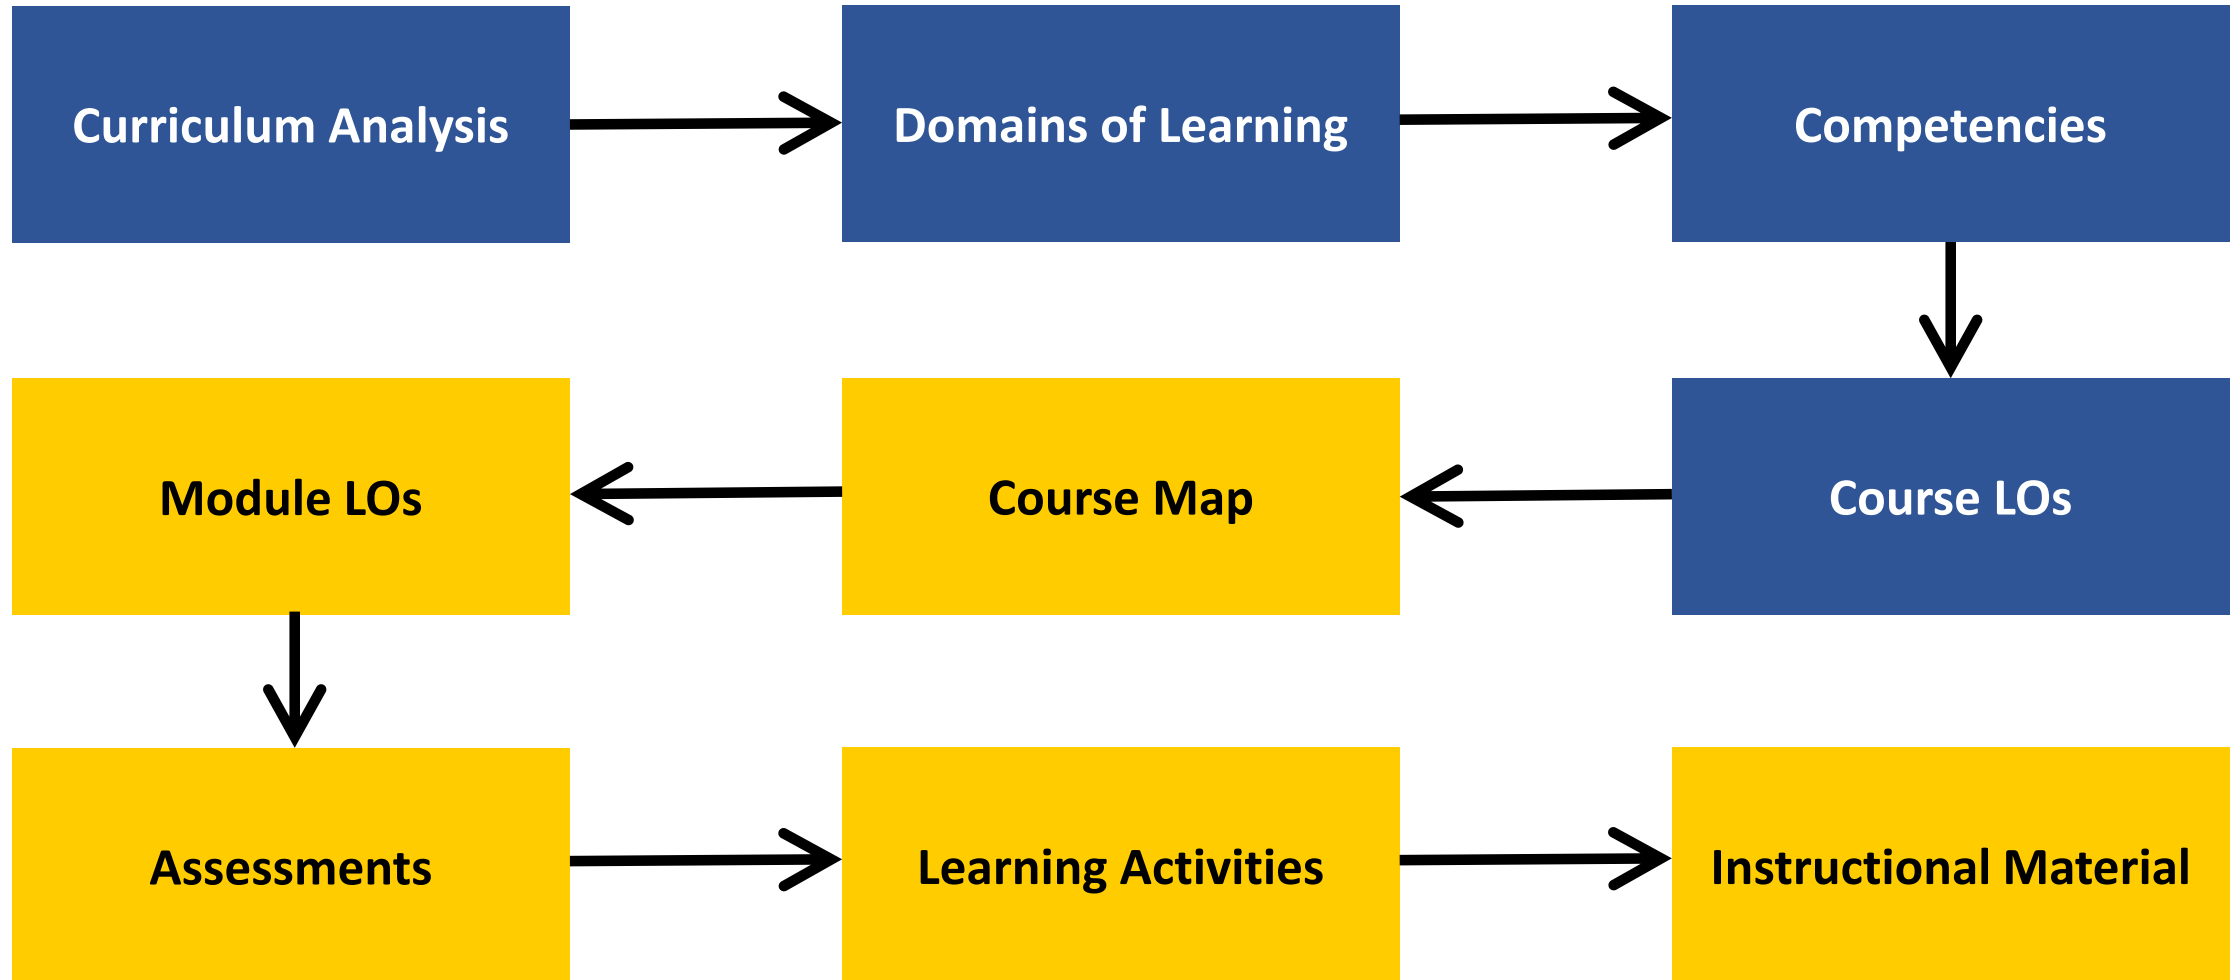 Curriculum Analysis
Domains of Learning
Competencies
Module LOs
Course Map
Course LOs
Assessments
Learning Activities
Instructional Material